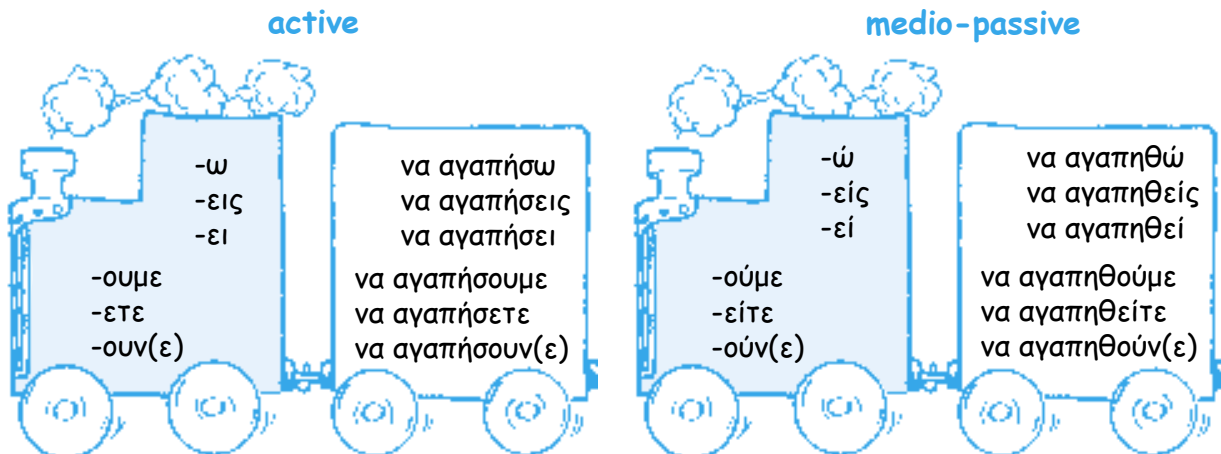 active
-ω
-εις
-ει
-ουμε
-ετε
-ουν(ε)
να αγαπήσω
να αγαπήσεις
να αγαπήσει
να αγαπήσουμε
να αγαπήσετε
να αγαπήσουν(ε)
medio-passive
-ώ
-είς
-εί
-ούμε
-είτε
-ούν(ε)
να αγαπηθώ
να αγαπηθείς
να αγαπηθεί
να αγαπηθούμε
να αγαπηθείτε
να αγαπηθούν(ε)